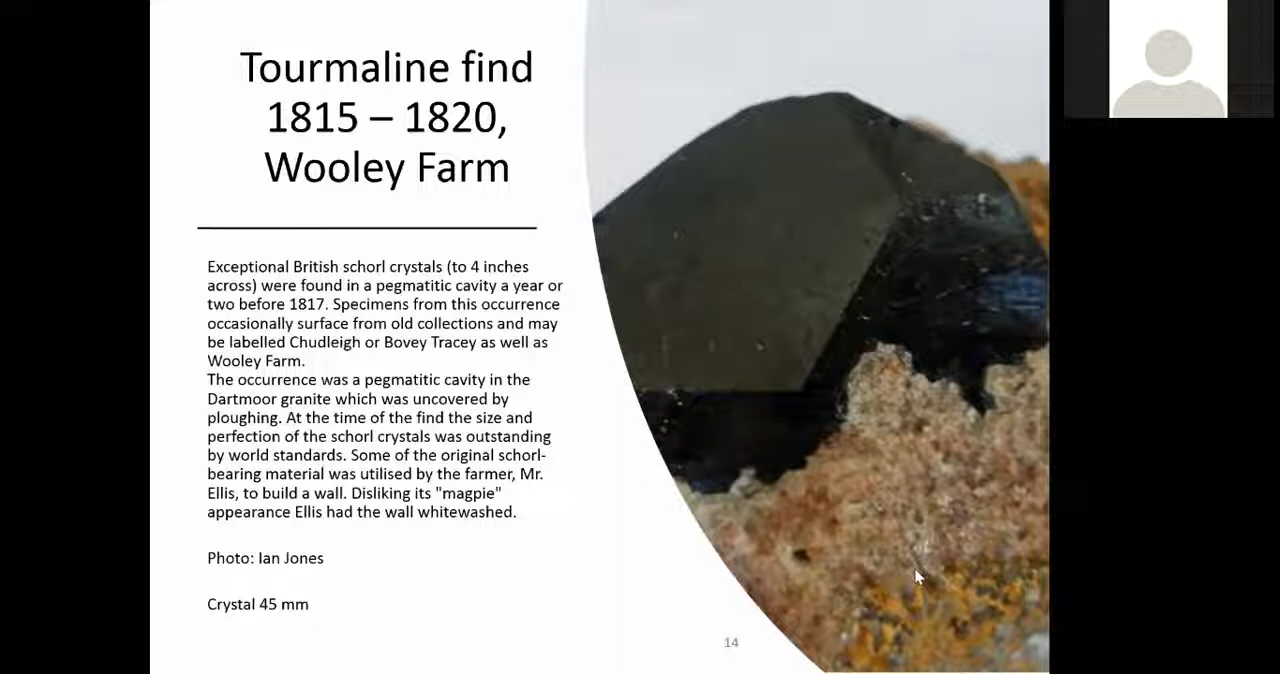 Tourmaline find
1815 – 1820,
Wooley Farm
Exceptional British schorl crystals (to 4 inches
across) were found in a pegmatitic cavity a year or
two before 1817. Specimens from this occurrence
occasionally surface from old collections and may
be labelled Chudleigh or Bovey Tracey as well as
Wooley Farm.
The occurrence was a pegmatitic cavity in the
Dartmoor granite which was uncovered by
ploughing. At the time of the find the size and
perfection of the schorl crystals was outstanding
by world standards. Some of the original schorl-
bearing material was utilised by the farmer, Mr.
Ellis, to build a wall. Disliking its "magpie"
appearance Ellis had the wall whitewashed.
Photo: Ian Jones
Crystal 45 mm
14